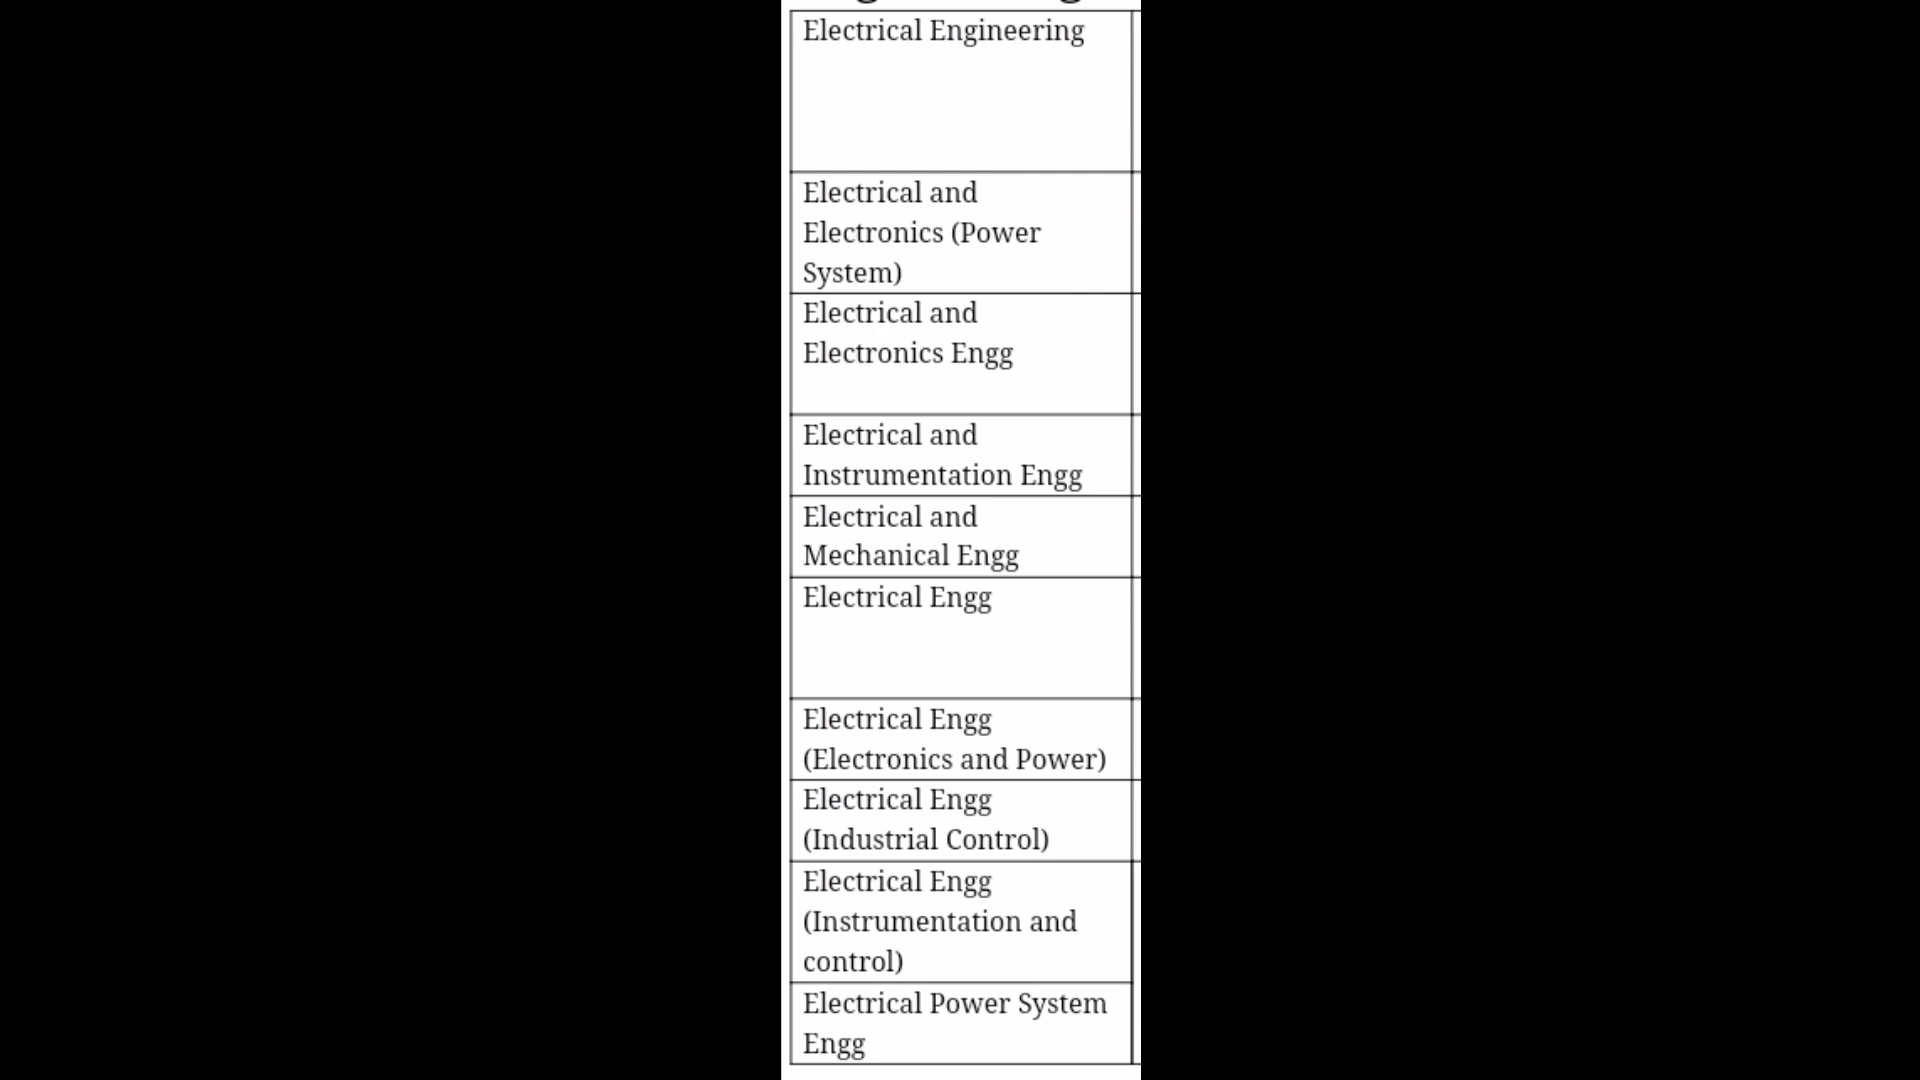 Electrical Engineering
Electrical and
Electronics (Power
System)
Electrical and
Electronics Engg
Electrical and
Instrumentation Engg
Electrical and
Mechanical Engg
Electrical Engg
Electrical Engg
(Electronics and Power)
Electrical Engg
(Industrial Control)
Electrical Engg
(Instrumentation and
control)
Electrical Power System
Engg